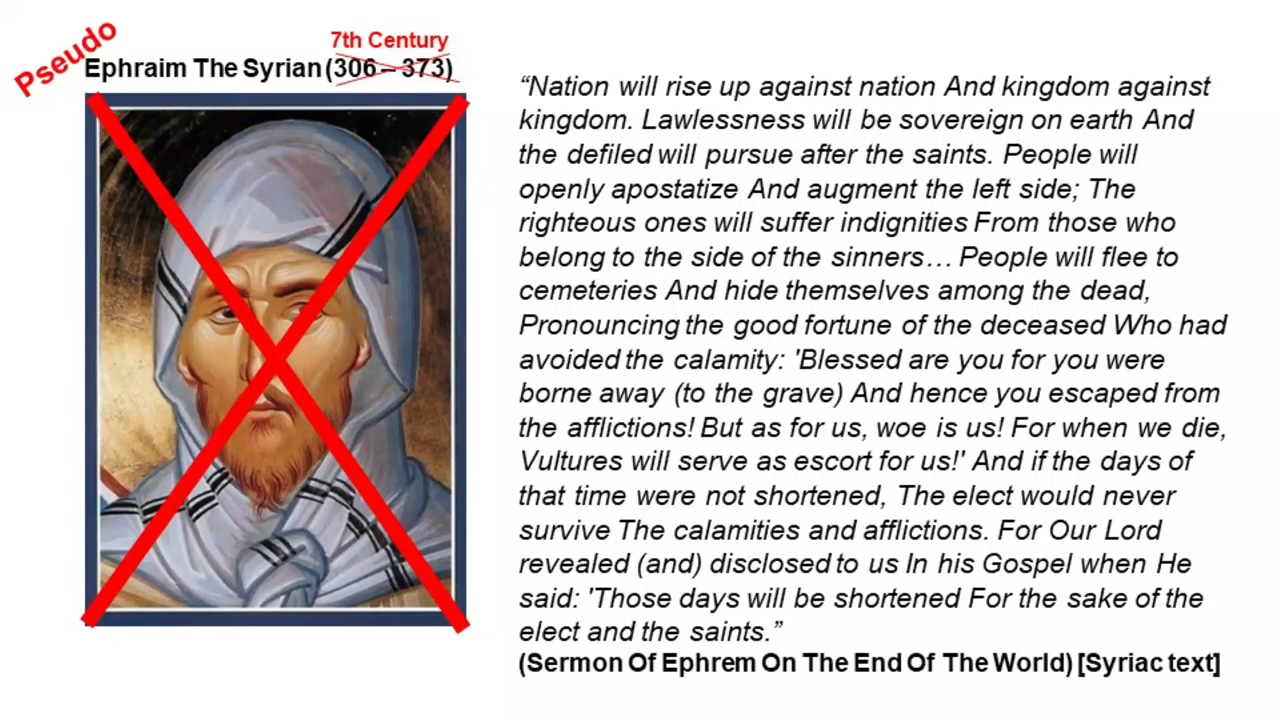 Pseudo
7th Century
Ephraim The Syrian (306 – 373)
“Nation will rise up against nation And kingdom against
kingdom. Lawlessness will be sovereign on earth And
the defiled will pursue after the saints. People will
openly apostatize And augment the left side; The
righteous ones will suffer indignities From those who
belong to the side of the sinners… People will flee to
cemeteries And hide themselves among the dead,
Pronouncing the good fortune of the deceased Who had
avoided the calamity: 'Blessed are you for you were
borne away (to the grave) And hence you escaped from
the afflictions! But as for us, woe is us! For when we die,
Vultures will serve as escort for us!' And if the days of
that time were not shortened, The elect would never
survive The calamities and afflictions. For Our Lord
revealed (and) disclosed to us In his Gospel when He
said: 'Those days will be shortened For the sake of the
elect and the saints.”
(Sermon Of Ephrem On The End Of The World) [Syriac text]